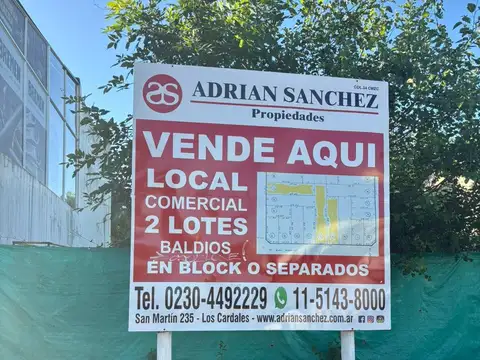 as ADRIAN SANCHEZ
Propiedades
VENDE AQUI
LOCAL
COMERCIAL
2 LOTES
BALDIOS
EN BLOCK O SEPARADOS
Tel. 0230-4492229 11-5143-8000
San Martín 235 - Los Cardales - www.adriansanchez.com.ar